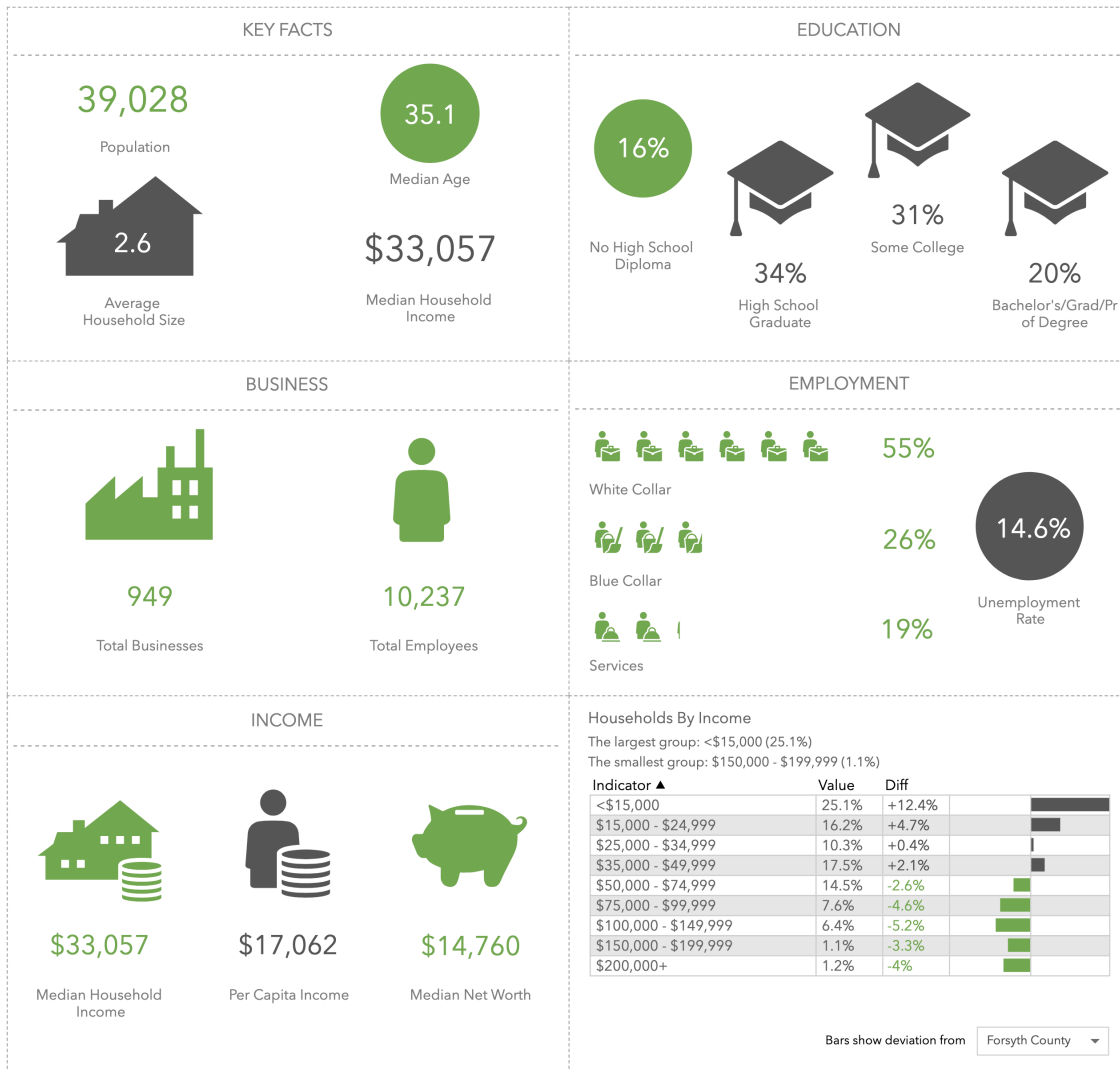 KEY FACTS
39,028
Population
35.1
Median Age
2.6
Average
Household Size
$33,057
Median Household
Income
EDUCATION
16%
No High School
Diploma
34%
High School
Graduate
31%
Some College
20%
Bachelor's/Grad/Pr
of Degree
BUSINESS
949
Total Businesses
10,237
Total Employees
EMPLOYMENT
55%
White Collar
26%
Blue Collar
19%
Services
14.6%
Unemployment
Rate
INCOME
$33,057
Median Household
Income
$17,062
Per Capita Income
$14,760
Median Net Worth
Households By Income
The largest group: <$15,000 (25.1%)
The smallest group: $150,000 - $199,999 (1.1%)
Indicator ▲ Value Diff
<$15,000 25.1% +12.4%
$15,000 - $24,999 16.2% +4.7%
$25,000 - $34,999 10.3% +0.4%
$35,000 - $49,999 17.5% +2.1%
$50,000 - $74,999 14.5% -2.6%
$75,000 - $99,999 7.6% -4.6%
$100,000 - $149,999 6.4% -5.2%
$150,000 - $199,999 1.1% -3.3%
$200,000+ 1.2% -4%
Bars show deviation from Forsyth County